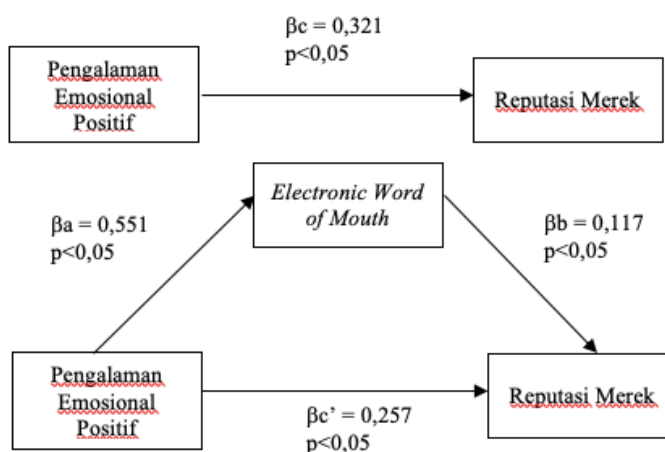 βc = 0,321
p<0,05
Pengalaman
Emosional
Positif
Reputasi Merek
Electronic Word
of Mouth
βa = 0,551
p<0,05
βb = 0,117
p<0,05
Pengalaman
Emosional
Positif
Reputasi Merek
βc’ = 0,257
p<0,05